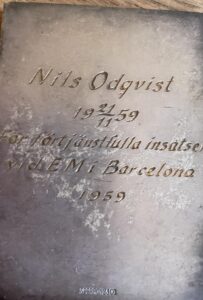 Nils Odqvist
19 21/11 59
För förtjänstfulla insatser
vid EM i Barcelona
1959